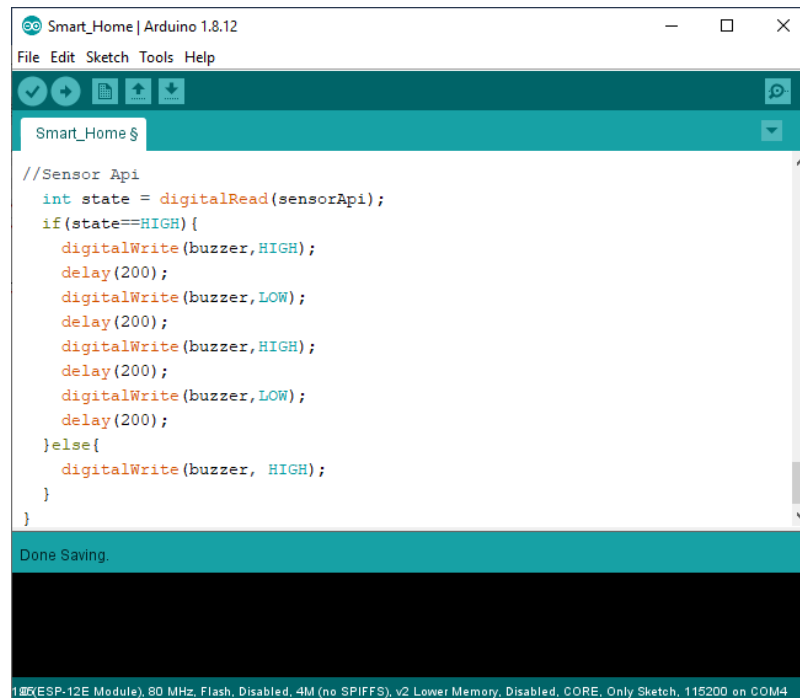 Smart_Home | Arduino 1.8.12
File Edit Sketch Tools Help
Smart_Home §
//Sensor Api
int state = digitalRead(sensorApi);
if(state==HIGH){
digitalWrite(buzzer,HIGH);
delay(200);
digitalWrite(buzzer,LOW);
delay(200);
digitalWrite(buzzer,HIGH);
delay(200);
digitalWrite(buzzer,LOW);
delay(200);
}else{
digitalWrite(buzzer, HIGH);
}
}
Done Saving.
(ESP-12E Module), 80 MHz, Flash, Disabled, 4M (no SPIFFS), v2 Lower Memory, Disabled, CORE, Only Sketch, 115200 on COM4